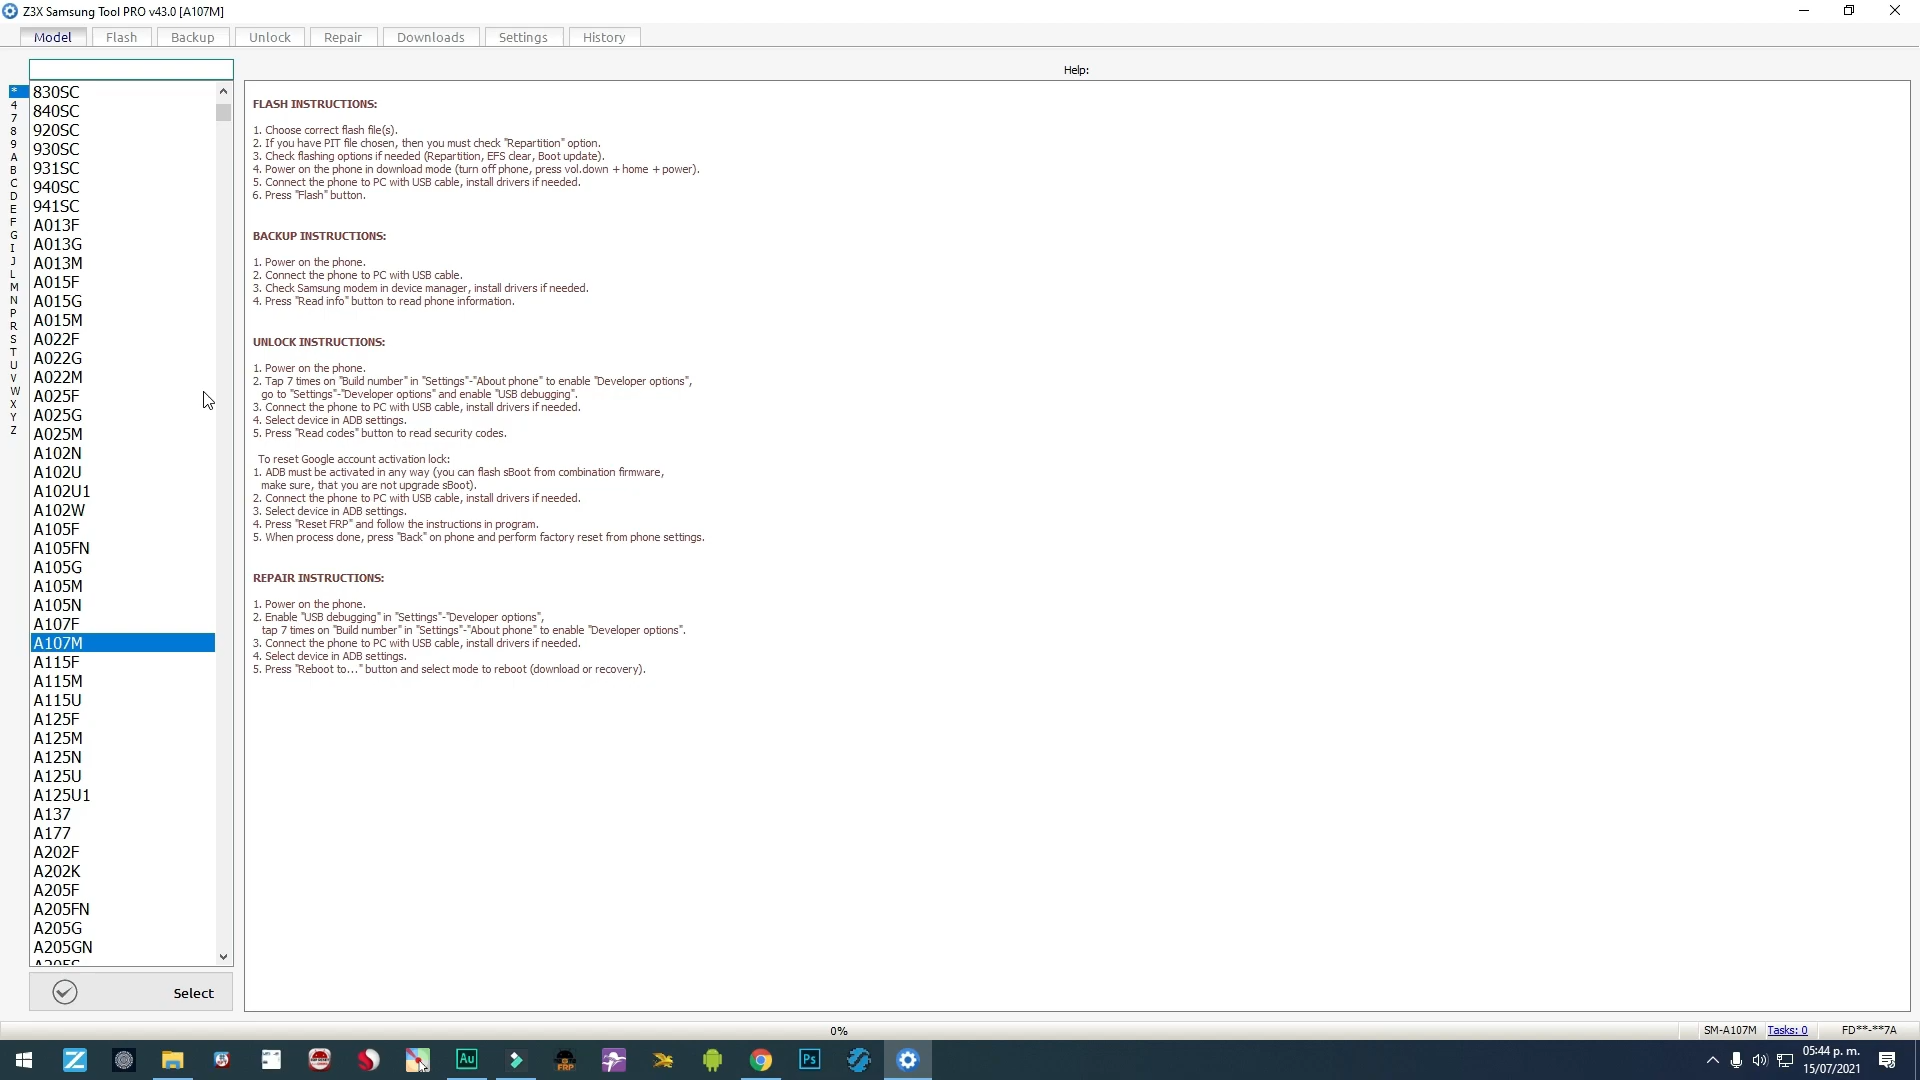 Z3X Samsung Tool PRO v43.0 [A107M]
Model
Flash
Backup
Unlock
Repair
Downloads
Settings
History
Help:
*
4
7
8
9
A
B
C
D
E
F
G
I
J
L
M
N
P
R
S
T
U
V
W
X
Y
Z
830SC
840SC
920SC
930SC
931SC
940SC
941SC
A013F
A013G
A013M
A015F
A015G
A015M
A022F
A022G
A022M
A025F
A025G
A025M
A102N
A102U
A102U1
A102W
A105F
A105FN
A105G
A105M
A105N
A107F
A107M
A115F
A115M
A115U
A125F
A125M
A125N
A125U
A125U1
A137
A177
A202F
A202K
A205F
A205FN
A205G
A205GN
Select
FLASH INSTRUCTIONS:
1. Choose correct flash file(s).
2. If you have PIT file chosen, then you must check "Repartition" option.
3. Check flashing options if needed (Repartition, EFS clear, Boot update).
4. Power on the phone in download mode (turn off phone, press vol.down + home + power).
5. Connect the phone to PC with USB cable, install drivers if needed.
6. Press "Flash" button.
BACKUP INSTRUCTIONS:
1. Power on the phone.
2. Connect the phone to PC with USB cable.
3. Check Samsung modem in device manager, install drivers if needed.
4. Press "Read info" button to read phone information.
UNLOCK INSTRUCTIONS:
1. Power on the phone.
2. Tap 7 times on "Build number" in "Settings"-"About phone" to enable "Developer options",
go to "Settings"-"Developer options" and enable "USB debugging".
3. Connect the phone to PC with USB cable, install drivers if needed.
4. Select device in ADB settings.
5. Press "Read codes" button to read security codes.
To reset Google account activation lock:
1. ADB must be activated in any way (you can flash sBoot from combination firmware,
make sure, that you are not upgrade sBoot).
2. Connect the phone to PC with USB cable, install drivers if needed.
3. Select device in ADB settings.
4. Press "Reset FRP" and follow the instructions in program.
5. When process done, press "Back" on phone and perform factory reset from phone settings.
REPAIR INSTRUCTIONS:
1. Power on the phone.
2. Enable "USB debugging" in "Settings"-"Developer options",
tap 7 times on "Build number" in "Settings"-"About phone" to enable "Developer options".
3. Connect the phone to PC with USB cable, install drivers if needed.
4. Select device in ADB settings.
5. Press "Reboot to..." button and select mode to reboot (download or recovery).
0%
SM-A107M
Tasks: 0
FD**-**7A
Au
FRP
Ps
05:44 p. m.
15/07/2021